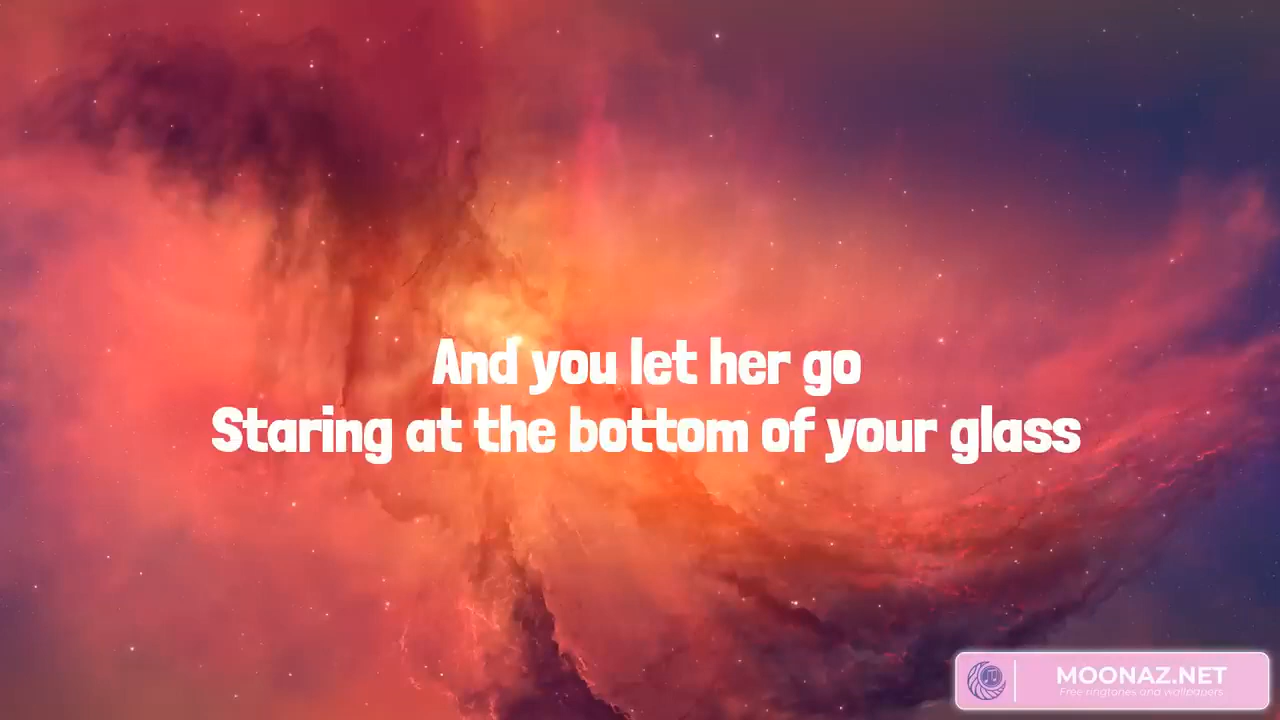 And you let her go
Staring at the bottom of your glass
MOONAZ.NET
Free ringtones and wallpapers